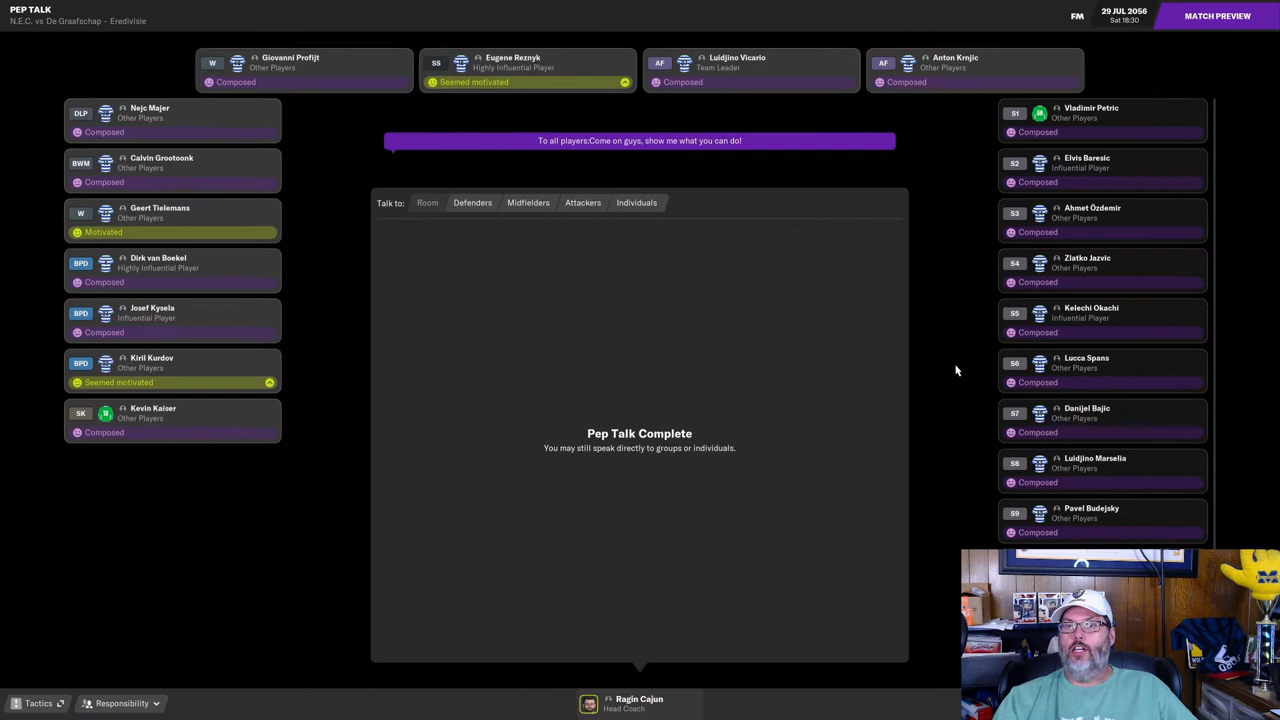 PEP TALK
N.E.C. vs De Graafschap - Eredivisie
FM
29 JUL 2056
Sat 18:30
MATCH PREVIEW
W
Giovanni Profijt
Other Players
Composed
SS
Eugene Reznyk
Highly Influential Player
Seemed motivated
AF
Luidjino Vicario
Team Leader
Composed
AF
Anton Krnjic
Other Players
Composed
DLP
Nejc Majer
Other Players
Composed
BWM
Calvin Grootoonk
Other Players
Composed
W
Geert Tielemans
Other Players
Motivated
BPD
Dirk van Boekel
Highly Influential Player
Composed
BPD
Josef Kysela
Influential Player
Composed
BPD
Kiril Kurdov
Other Players
Seemed motivated
SK
Kevin Kaiser
Other Players
Composed
To all players:Come on guys, show me what you can do!
Talk to: Room Defenders Midfielders Attackers Individuals
Pep Talk Complete
You may still speak directly to groups or individuals.
S1
Vladimir Petric
Other Players
Composed
S2
Elvis Baresic
Influential Player
Composed
S3
Ahmet Özdemir
Other Players
Composed
S4
Zlatko Jazvic
Other Players
Composed
S5
Kelechi Okachi
Influential Player
Composed
S6
Lucca Spans
Other Players
Composed
S7
Danijel Bajic
Other Players
Composed
S8
Luidjino Marselia
Other Players
Composed
S9
Pavel Budejsky
Other Players
Composed
Tactics
Responsibility
Ragin Cajun
Head Coach